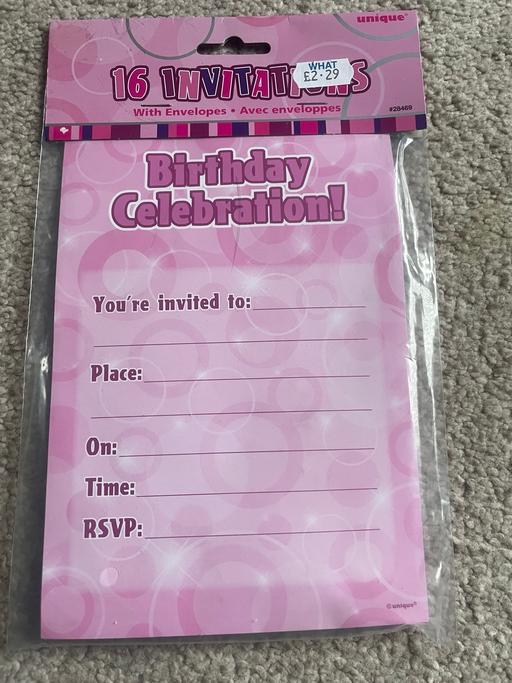 unique®
WHAT
£2·29
16 INVITATIONS
With Envelopes • Avec enveloppes
#28469
Birthday
Celebration!
You're invited to:
Place:
On:
Time:
RSVP:
©unique®